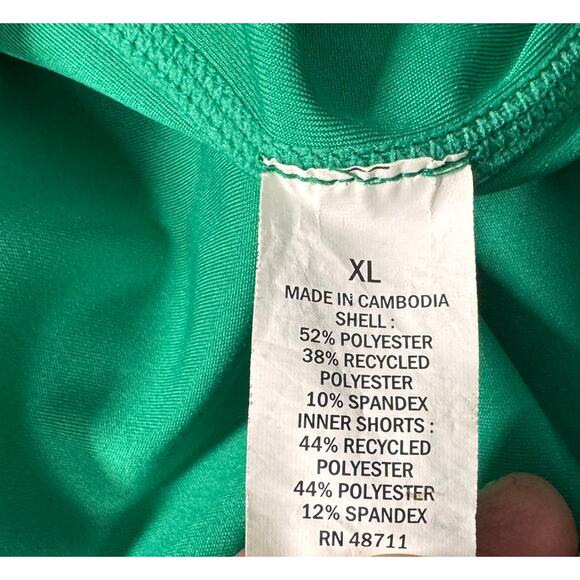 XL
MADE IN CAMBODIA
SHELL :
52% POLYESTER
38% RECYCLED
POLYESTER
10% SPANDEX
INNER SHORTS :
44% RECYCLED
POLYESTER
44% POLYESTER
12% SPANDEX
RN 48711